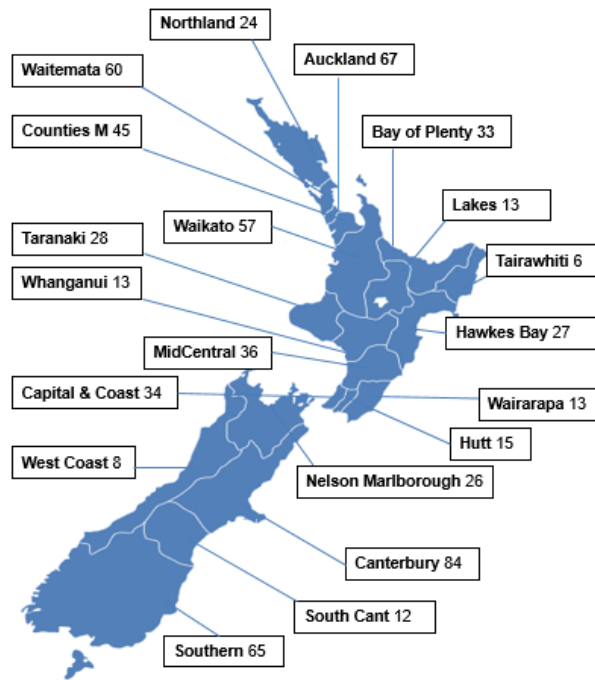 Northland 24
Auckland 67
Waitemata 60
Counties M 45
Bay of Plenty 33
Lakes 13
Waikato 57
Taranaki 28
Tairawhiti 6
Whanganui 13
Hawkes Bay 27
MidCentral 36
Capital & Coast 34
Wairarapa 13
Hutt 15
West Coast 8
Nelson Marlborough 26
Canterbury 84
South Cant 12
Southern 65